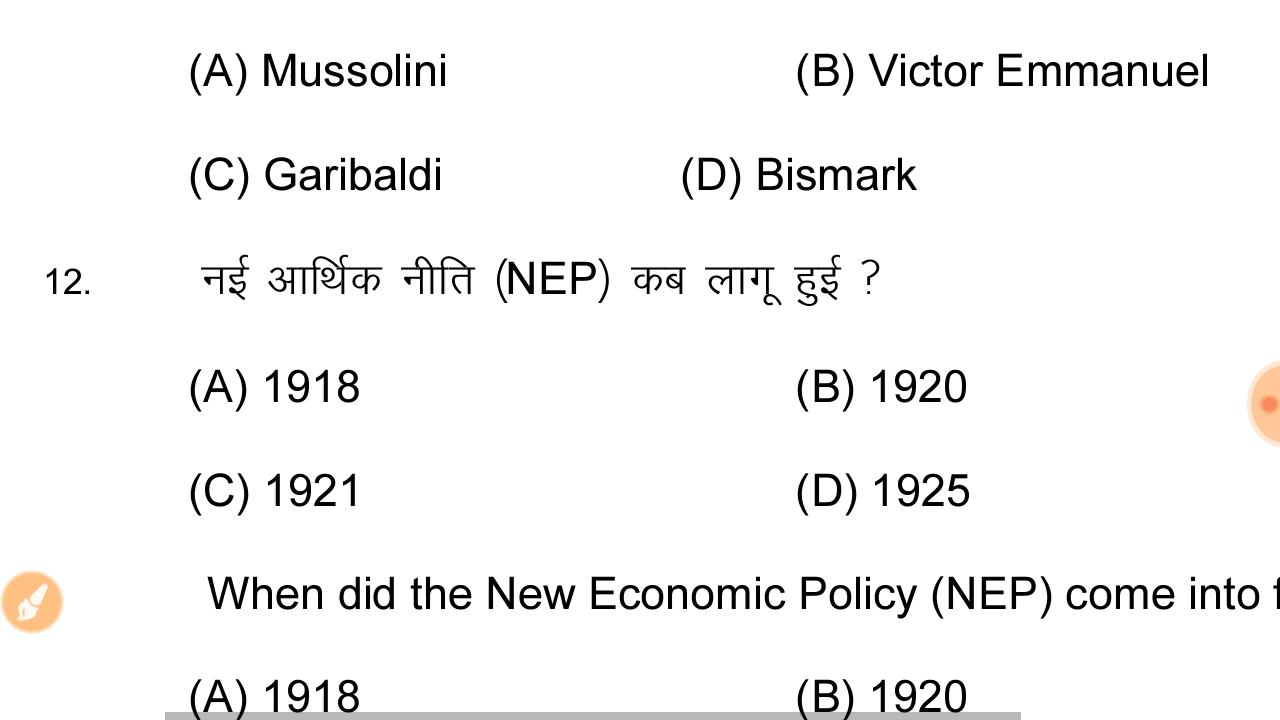 (A) Mussolini (B) Victor Emmanuel
(C) Garibaldi (D) Bismark
12. नई आर्थिक नीति (NEP) कब लागू हुई ?
(A) 1918 (B) 1920
(C) 1921 (D) 1925
When did the New Economic Policy (NEP) come into
(A) 1918 (B) 1920